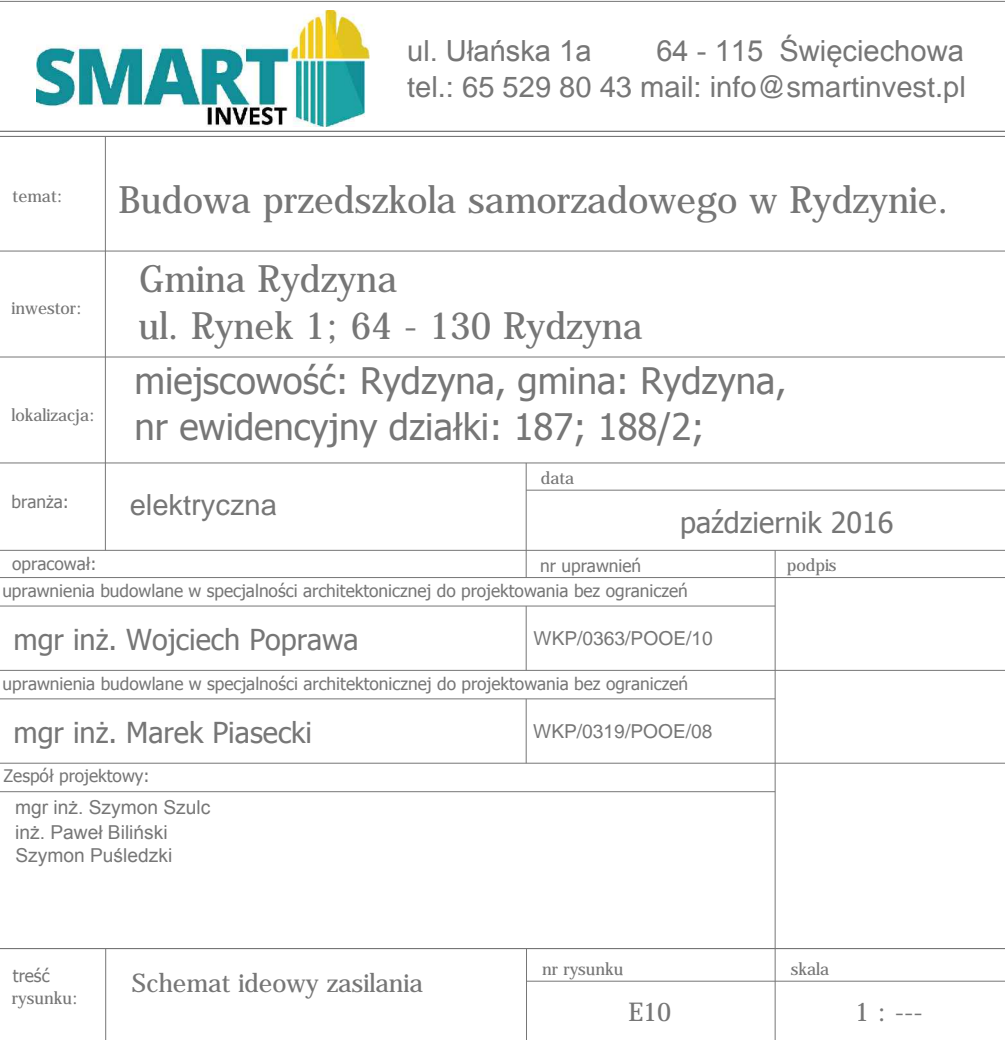 SMART
INVEST
ul. Ułańska 1a 64 - 115 Święciechowa
tel.: 65 529 80 43 mail: info@smartinvest.pl
temat:
Budowa przedszkola samorzadowego w Rydzynie.
inwestor:
Gmina Rydzyna
ul. Rynek 1; 64 - 130 Rydzyna
lokalizacja:
miejscowość: Rydzyna, gmina: Rydzyna,
nr ewidencyjny działki: 187; 188/2;
branża:
elektryczna
data
październik 2016
opracował:
nr uprawnień
podpis
uprawnienia budowlane w specjalności architektonicznej do projektowania bez ograniczeń
mgr inż. Wojciech Poprawa
WKP/0363/POOE/10
uprawnienia budowlane w specjalności architektonicznej do projektowania bez ograniczeń
mgr inż. Marek Piasecki
WKP/0319/POOE/08
Zespół projektowy:
mgr inż. Szymon Szulc
inż. Paweł Biliński
Szymon Puśledzki
treść
rysunku:
Schemat ideowy zasilania
nr rysunku
E10
skala
1 : ---